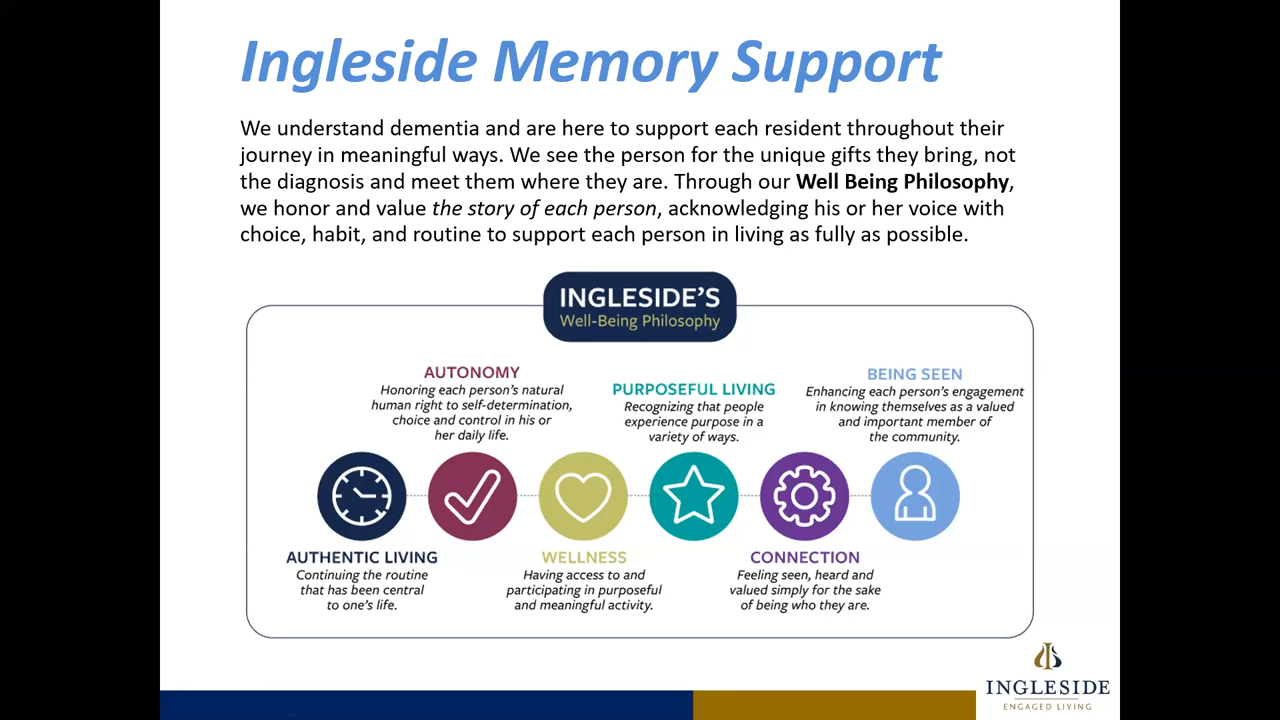 Ingleside Memory Support
We understand dementia and are here to support each resident throughout their
journey in meaningful ways. We see the person for the unique gifts they bring, not
the diagnosis and meet them where they are. Through our Well Being Philosophy,
we honor and value the story of each person, acknowledging his or her voice with
choice, habit, and routine to support each person in living as fully as possible.
INGLESIDE'S
Well-Being Philosophy
AUTHENTIC LIVING
Continuing the routine
that has been central
to one's life.
AUTONOMY
Honoring each person's natural
human right to self-determination,
choice and control in his or
her daily life.
WELLNESS
Having access to and
participating in purposeful
and meaningful activity.
PURPOSEFUL LIVING
Recognizing that people
experience purpose in a
variety of ways.
CONNECTION
Feeling seen, heard and
valued simply for the sake
of being who they are.
BEING SEEN
Enhancing each person's engagement
in knowing themselves as a valued
and important member of
the community.
INGLESIDE
ENGAGED LIVING